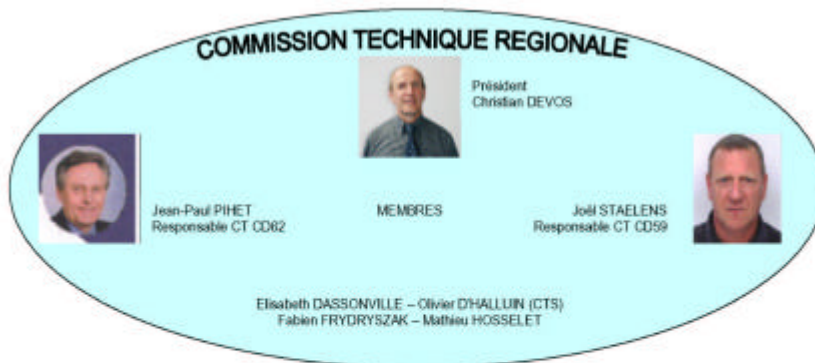 COMMISSION TECHNIQUE REGIONALE
Président
Christian DEVOS
Jean-Paul PIHET
Responsable CT CD62
MEMBRES
Joël STAELENS
Responsable CT CD59
Elisabeth DASSONVILLE – Olivier D'HALLUIN (CTS)
Fabien FRYDRYSZAK – Mathieu HOSSELET